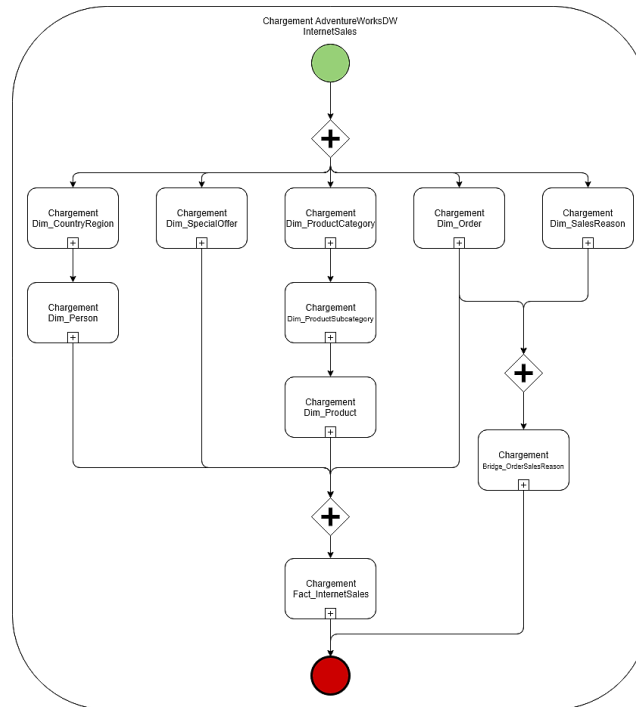 Chargement AdventureWorksDW
InternetSales
Chargement
Dim_CountryRegion
Chargement
Dim_SpecialOffer
Chargement
Dim_ProductCategory
Chargement
Dim_Order
Chargement
Dim_SalesReason
Chargement
Dim_Person
Chargement
Dim_ProductSubcategory
Chargement
Dim_Product
Chargement
Bridge_OrderSalesReason
Chargement
Fact_InternetSales